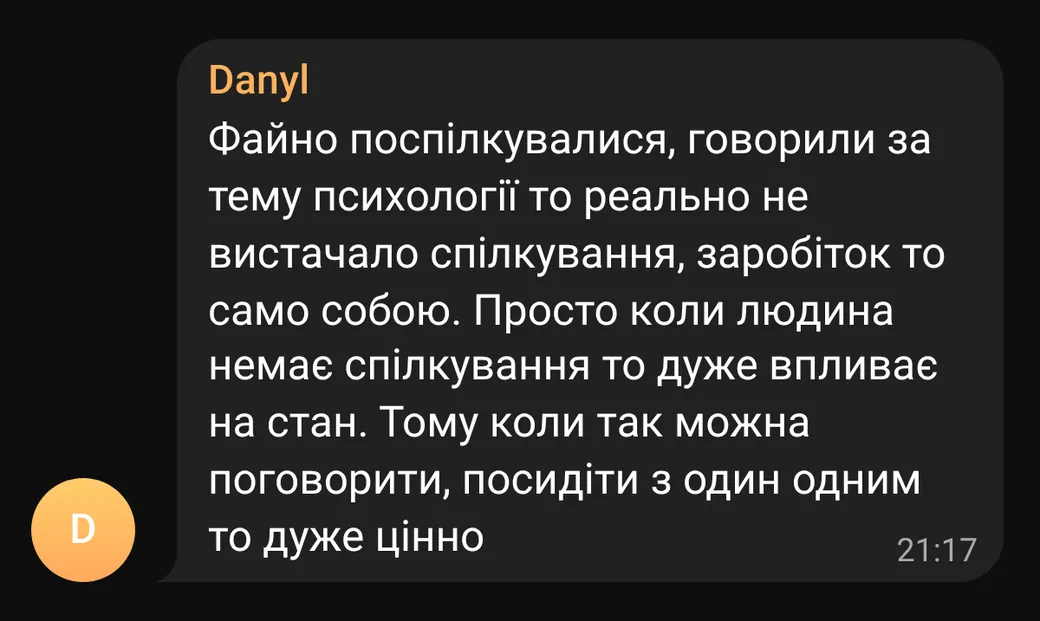 Danyl
Файно поспілкувалися, говорили за
тему психології то реально не
вистачало спілкування, заробіток то
само собою. Просто коли людина
немає спілкування то дуже впливає
на стан. Тому коли так можна
поговорити, посидіти з один одним
то дуже цінно
21:17
D